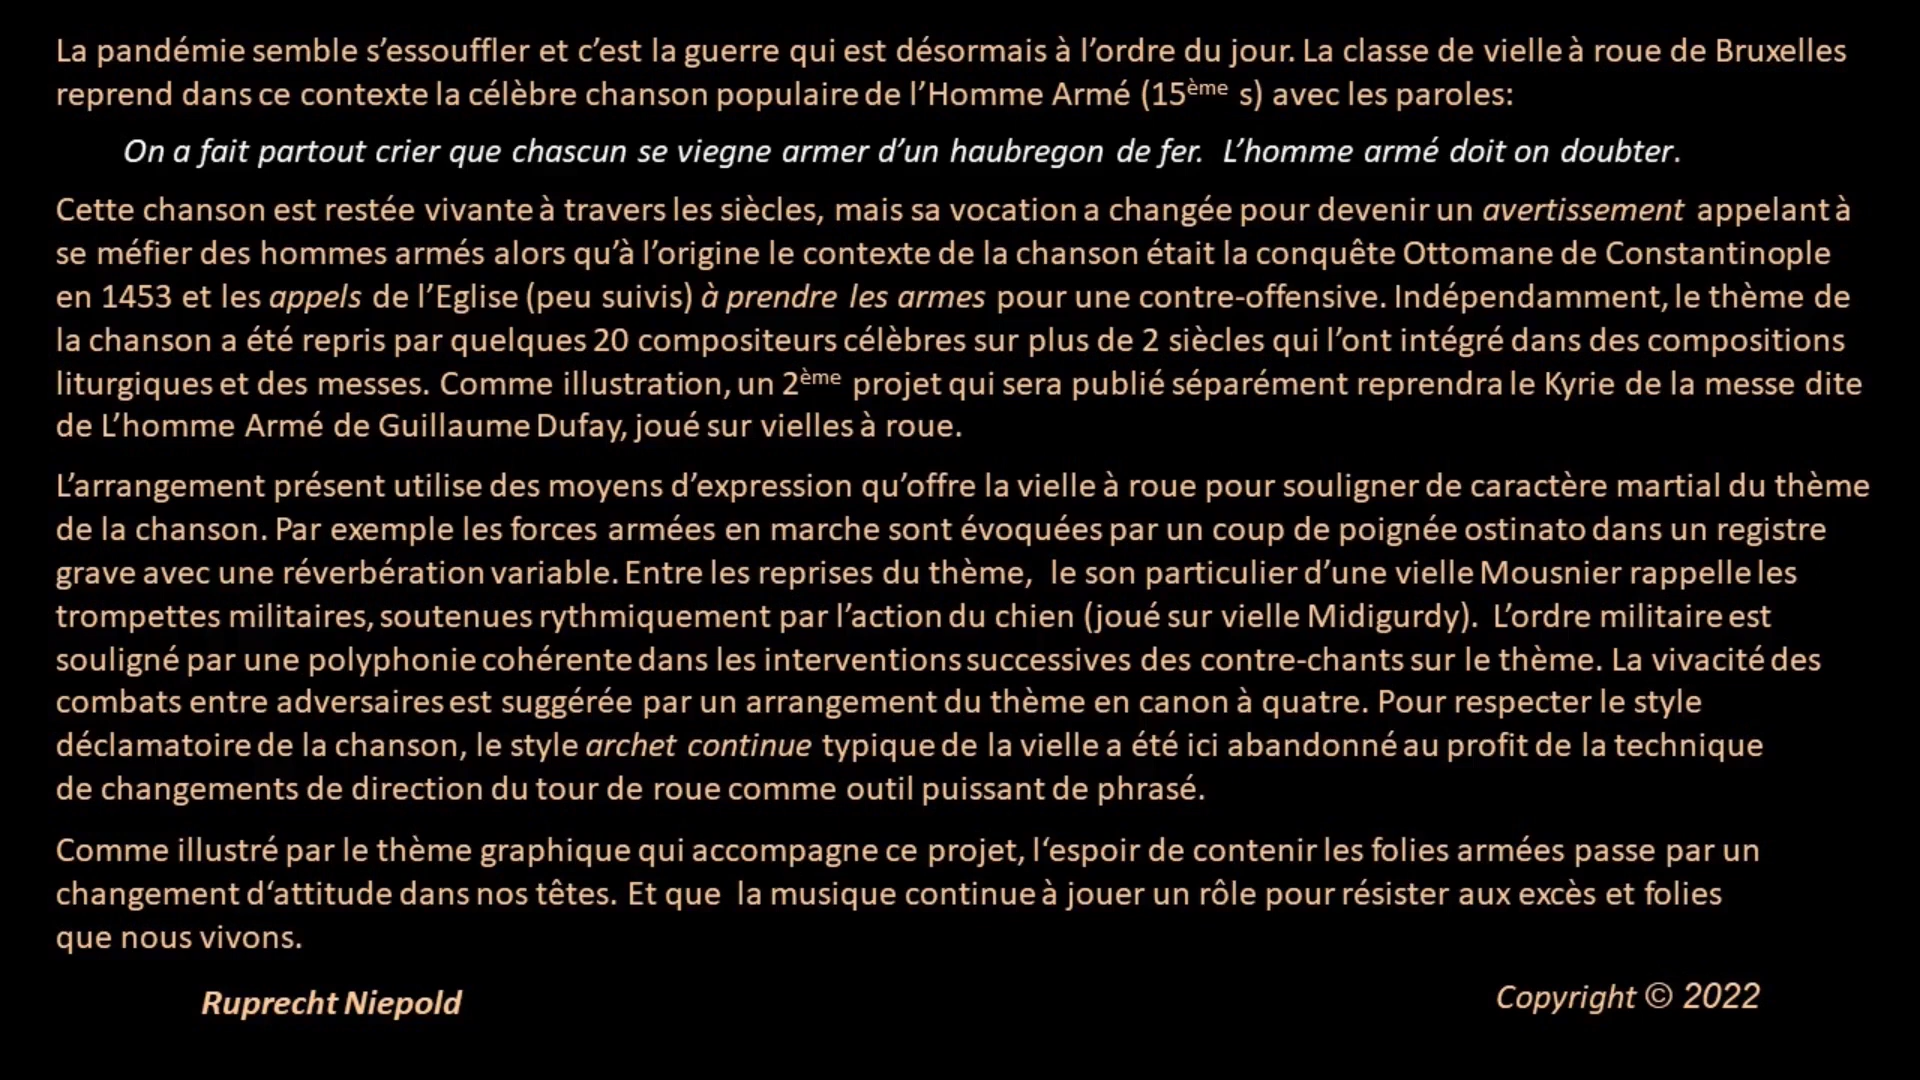 La pandémie semble s’essouffler et c’est la guerre qui est désormais à l’ordre du jour. La classe de vielle à roue de Bruxelles
reprend dans ce contexte la célèbre chanson populaire de l’Homme Armé (15ème s) avec les paroles:
On a fait partout crier que chascun se viegne armer d’un haubregon de fer. L’homme armé doit on doubter.
Cette chanson est restée vivante à travers les siècles, mais sa vocation a changée pour devenir un avertissement appelant à
se méfier des hommes armés alors qu’à l’origine le contexte de la chanson était la conquête Ottomane de Constantinople
en 1453 et les appels de l’Eglise (peu suivis) à prendre les armes pour une contre-offensive. Indépendamment, le thème de
la chanson a été repris par quelques 20 compositeurs célèbres sur plus de 2 siècles qui l’ont intégré dans des compositions
liturgiques et des messes. Comme illustration, un 2ème projet qui sera publié séparément reprendra le Kyrie de la messe dite
de L’homme Armé de Guillaume Dufay, joué sur vielles à roue.
L’arrangement présent utilise des moyens d’expression qu’offre la vielle à roue pour souligner de caractère martial du thème
de la chanson. Par exemple les forces armées en marche sont évoquées par un coup de poignée ostinato dans un registre
grave avec une réverbération variable. Entre les reprises du thème, le son particulier d’une vielle Mousnier rappelle les
trompettes militaires, soutenues rythmiquement par l’action du chien (joué sur vielle Midigurdy). L’ordre militaire est
souligné par une polyphonie cohérente dans les interventions successives des contre-chants sur le thème. La vivacité des
combats entre adversaires est suggérée par un arrangement du thème en canon à quatre. Pour respecter le style
déclamatoire de la chanson, le style archet continue typique de la vielle a été ici abandonné au profit de la technique
de changements de direction du tour de roue comme outil puissant de phrasé.
Comme illustré par le thème graphique qui accompagne ce projet, l‘espoir de contenir les folies armées passe par un
changement d‘attitude dans nos têtes. Et que la musique continue à jouer un rôle pour résister aux excès et folies
que nous vivons.
Ruprecht Niepold
Copyright © 2022